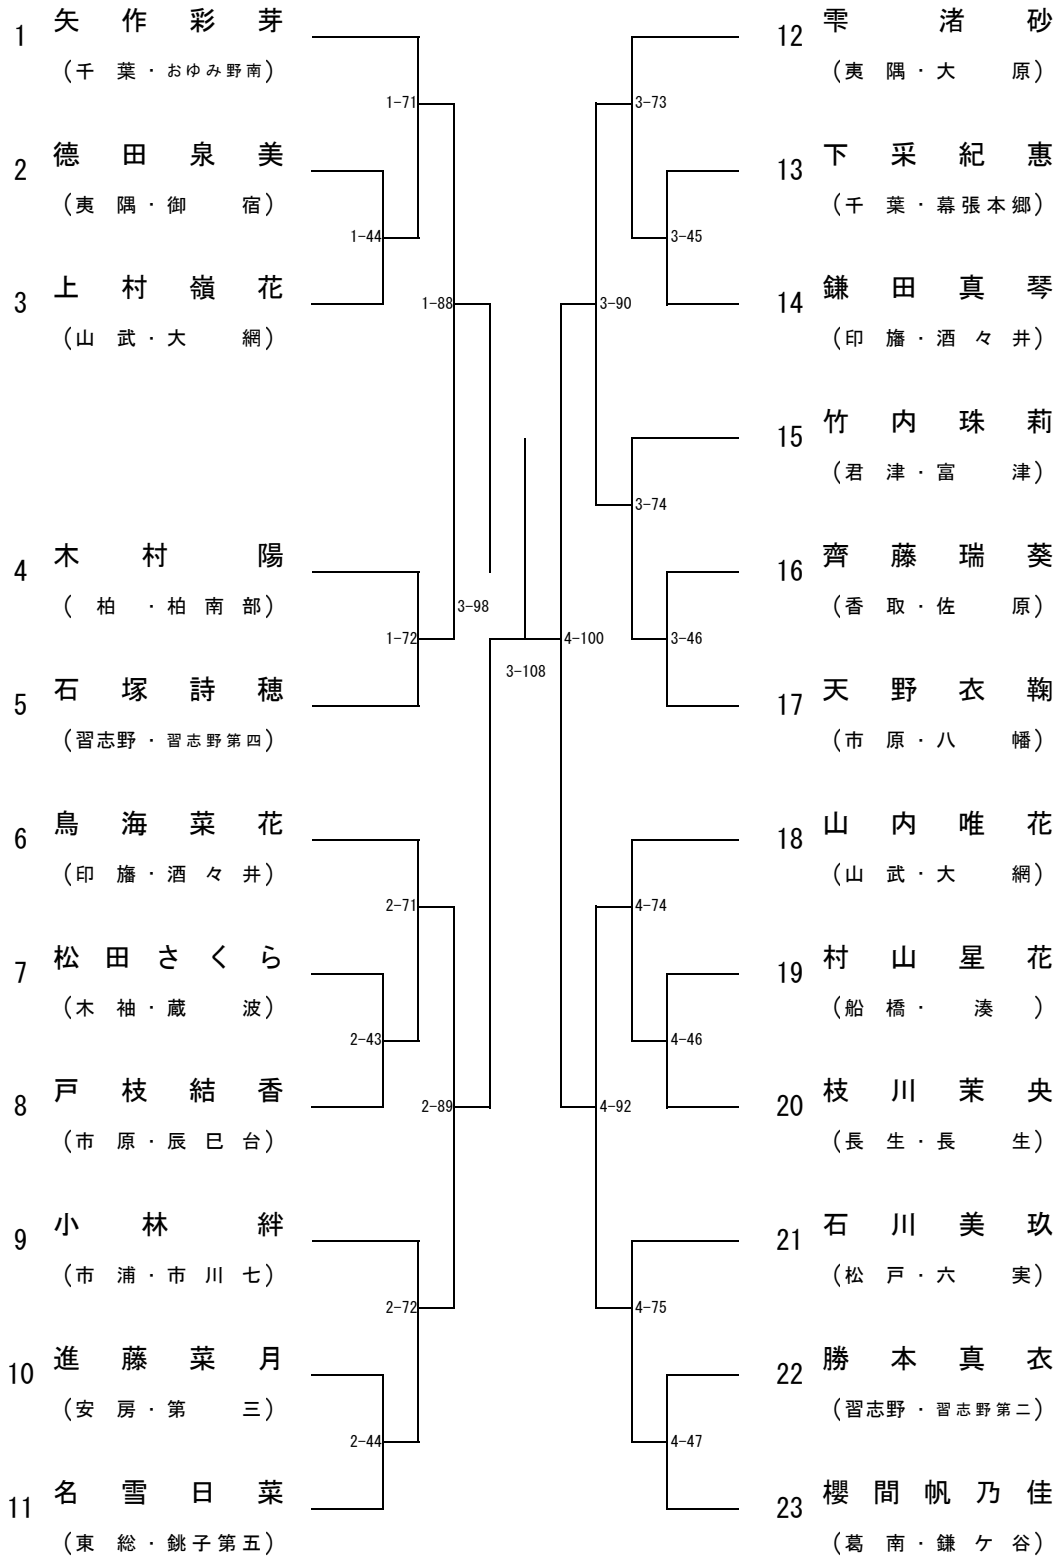 1 矢作彩芽
(千葉・おゆみ野南)
1-71
2 德田泉美
(夷隅・御宿)
1-44
3 上村嶺花
(山武・大網)
1-88
4 木村陽
(柏・柏南部)
3-98
1-72
5 石塚詩穂
(習志野・習志野第四)
6 鳥海菜花
(印旛・酒々井)
2-71
7 松田さくら
(木袖・蔵波)
2-43
8 戸枝結香
(市原・辰巳台)
2-89
9 小林絆
(市浦・市川七)
2-72
10 進藤菜月
(安房・第三)
2-44
11 名雪日菜
(東総・銚子第五)
3-108
12 雫渚砂
(夷隅・大原)
3-73
13 下采紀惠
(千葉・幕張本郷)
3-45
14 鎌田真琴
(印旛・酒々井)
3-90
15 竹内珠莉
(君津・富津)
3-74
16 齊藤瑞葵
(香取・佐原)
4-100
3-46
17 天野衣鞠
(市原・八幡)
18 山内唯花
(山武・大網)
4-74
19 村山星花
(船橋・湊)
4-46
20 枝川茉央
(長生・長生)
4-92
21 石川美玖
(松戸・六実)
4-75
22 勝本真衣
(習志野・習志野第二)
4-47
23 櫻間帆乃佳
(葛南・鎌ケ谷)